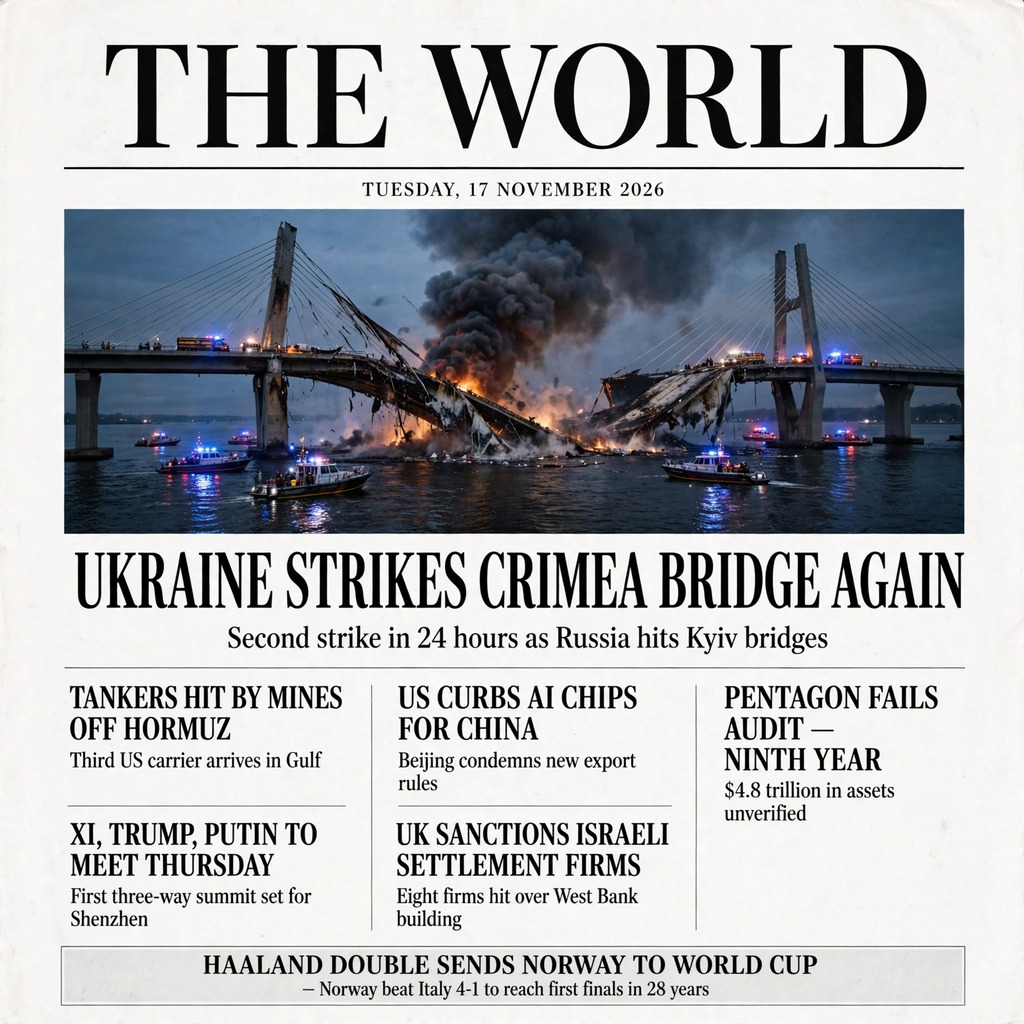 THE WORLD
TUESDAY, 17 NOVEMBER 2026
UKRAINE STRIKES CRIMEA BRIDGE AGAIN
Second strike in 24 hours as Russia hits Kyiv bridges
TANKERS HIT BY MINES
OFF HORMUZ
Third US carrier arrives in Gulf
XI, TRUMP, PUTIN TO
MEET THURSDAY
First three-way summit set for
Shenzhen
US CURBS AI CHIPS
FOR CHINA
Beijing condemns new export
rules
UK SANCTIONS ISRAELI
SETTLEMENT FIRMS
Eight firms hit over West Bank
building
PENTAGON FAILS
AUDIT —
NINTH YEAR
$4.8 trillion in assets
unverified
HAALAND DOUBLE SENDS NORWAY TO WORLD CUP
– Norway beat Italy 4-1 to reach first finals in 28 years